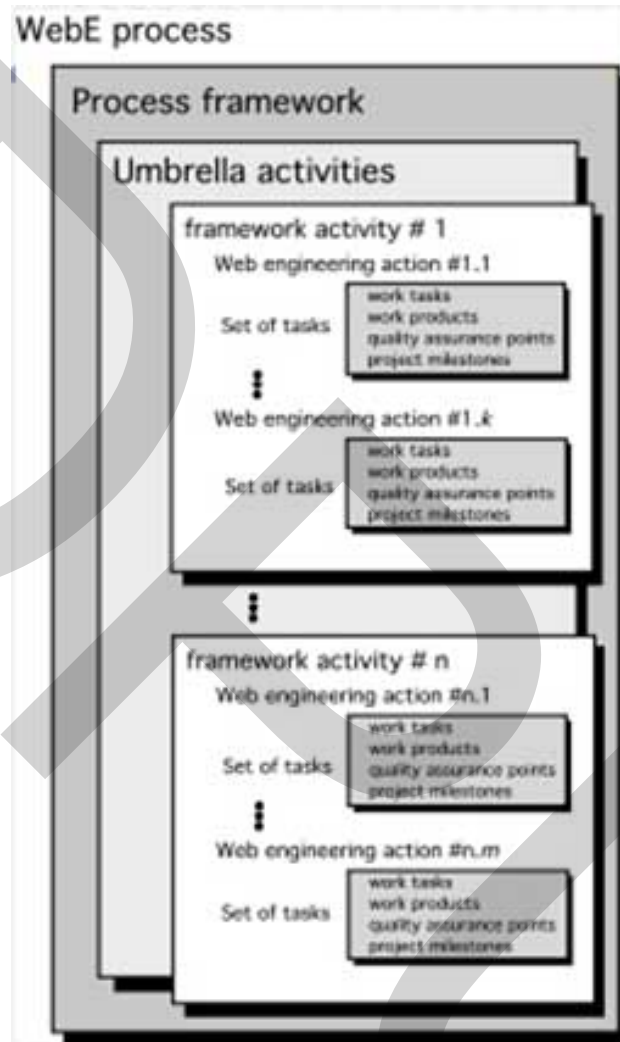 WebE process
Process framework
Umbrella activities
framework activity # 1
Web engineering action #1.1
Set of tasks
work tasks
work products
quality assurance points
project milestones
Web engineering action #1.k
Set of tasks
work tasks
work products
quality assurance points
project milestones
framework activity # n
Web engineering action #n.1
Set of tasks
work tasks
work products
quality assurance points
project milestones
Web engineering action #n.m
Set of tasks
work tasks
work products
quality assurance points
project milestones